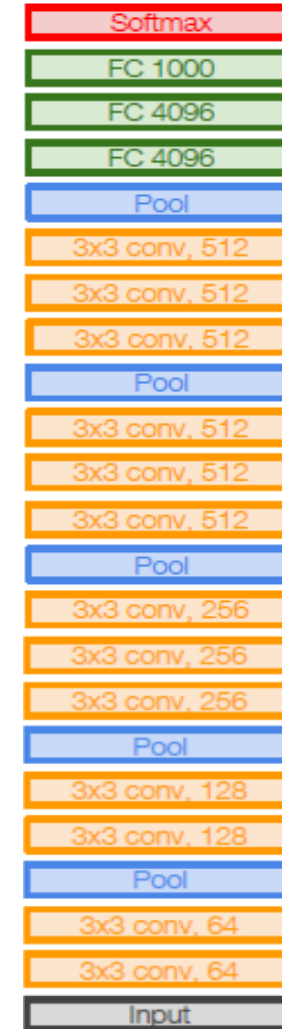 Softmax
FC 1000
FC 4096
FC 4096
Pool
3x3 conv, 512
3x3 conv, 512
3x3 conv, 512
Pool
3x3 conv, 512
3x3 conv, 512
3x3 conv, 512
Pool
3x3 conv, 256
3x3 conv, 256
3x3 conv, 256
Pool
3x3 conv, 128
3x3 conv, 128
Pool
3x3 conv, 64
3x3 conv, 64
Input